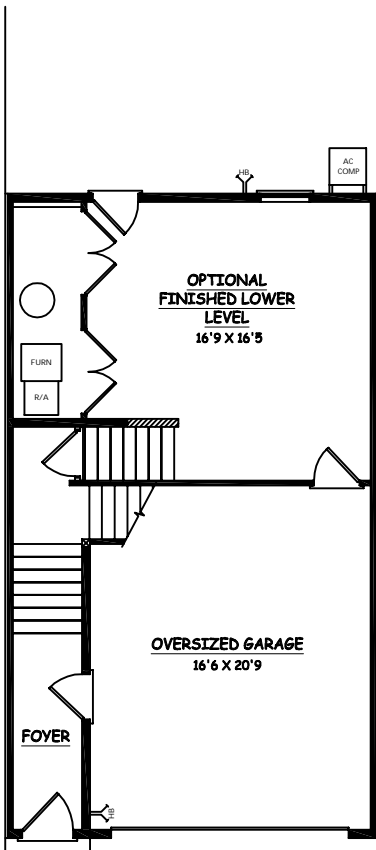 HB
AC
COMP
OPTIONAL
FINISHED LOWER
LEVEL
16'9 X 16'5
FURN
R/A
OVERSIZED GARAGE
16'6 X 20'9
FOYER
HB